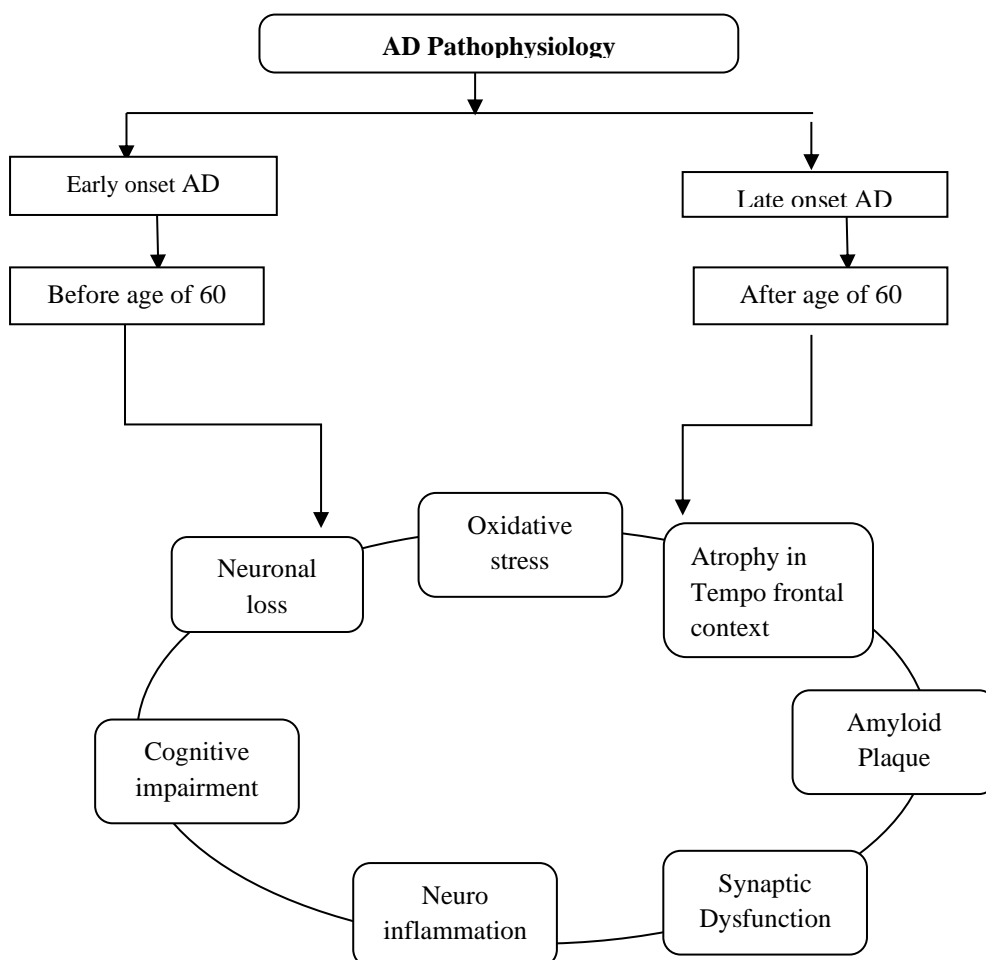 AD Pathophysiology
Early onset AD
Late onset AD
Before age of 60
After age of 60
Oxidative
stress
Neuronal
loss
Atrophy in
Tempo frontal
context
Cognitive
impairment
Amyloid
Plaque
Neuro
inflammation
Synaptic
Dysfunction